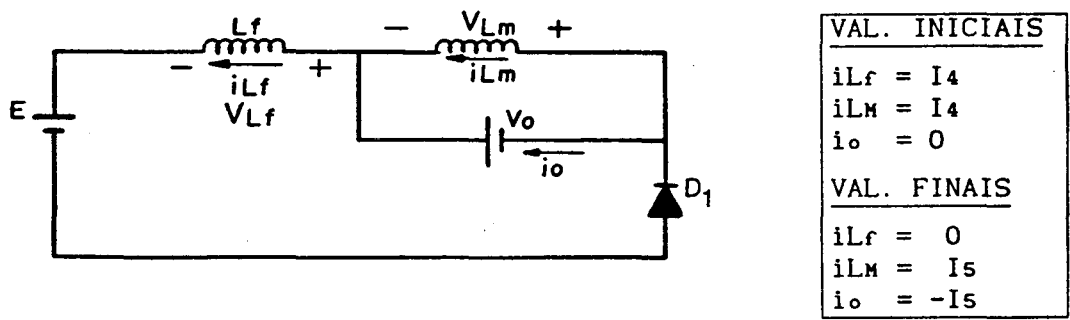 Lf
- VLm +
- +
iLf
iLm
VLf
E
Vo
io
D1
VAL. INICIAIS
iLf = I4
iLM = I4
io = 0
VAL. FINAIS
iLf = 0
iLM = I5
io = -I5